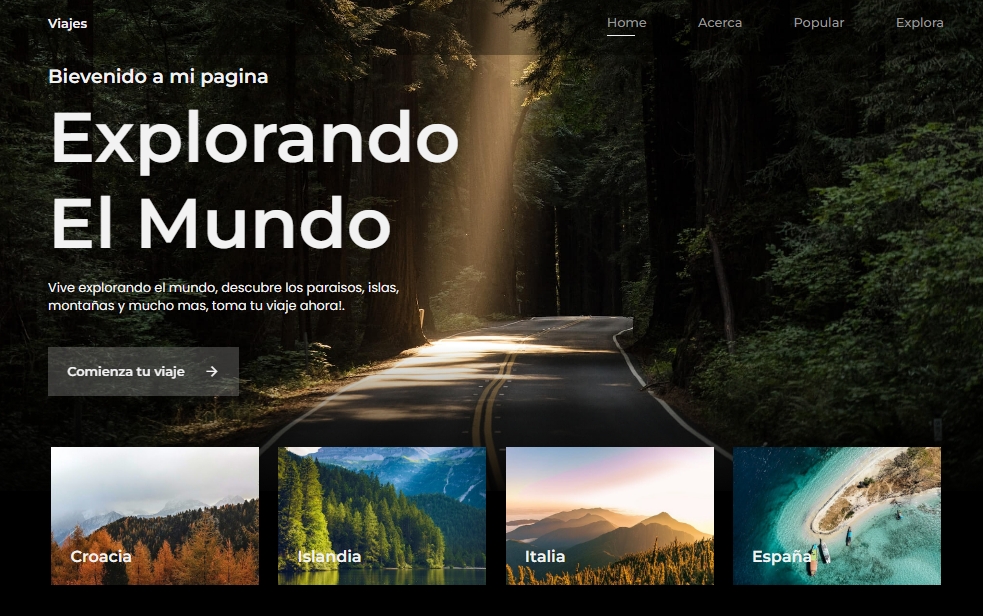 Viajes
Home Acerca Popular Explora
Bievenido a mi pagina
Explorando
El Mundo
Vive explorando el mundo, descubre los paraisos, islas,
montañas y mucho mas, toma tu viaje ahora!.
Comienza tu viaje →
Croacia
Islandia
Italia
España